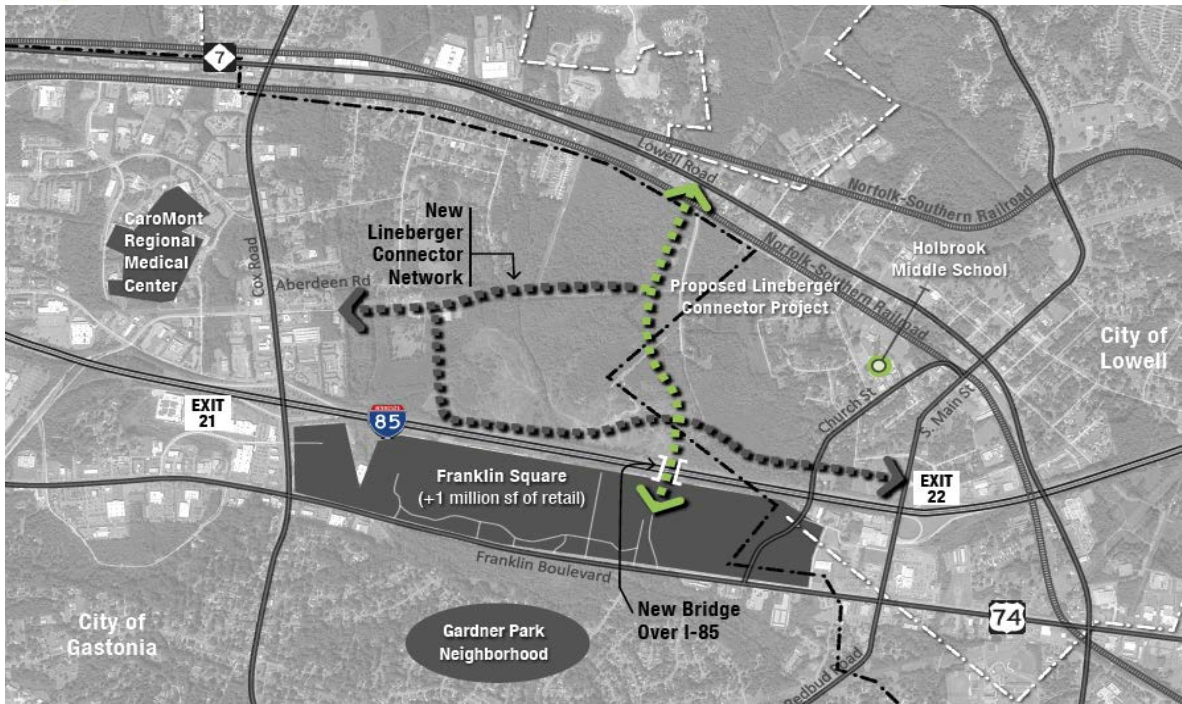 7
Lowell Road
Norfolk-Southern Railroad
Norfolk-Southern Railroad
CaroMont
Regional
Medical
Center
Cox Road
New
Lineberger
Connector
Network
Aberdeen Rd
Holbrook
Middle School
Proposed Lineberger
Connector Project
City of
Lowell
EXIT
21
INTERSTATE
85
Church St
S. Main St
Franklin Square
(+1 million sf of retail)
EXIT
22
Franklin Boulevard
New Bridge
Over I-85
74
City of
Gastonia
Gardner Park
Neighborhood
Redbud Road